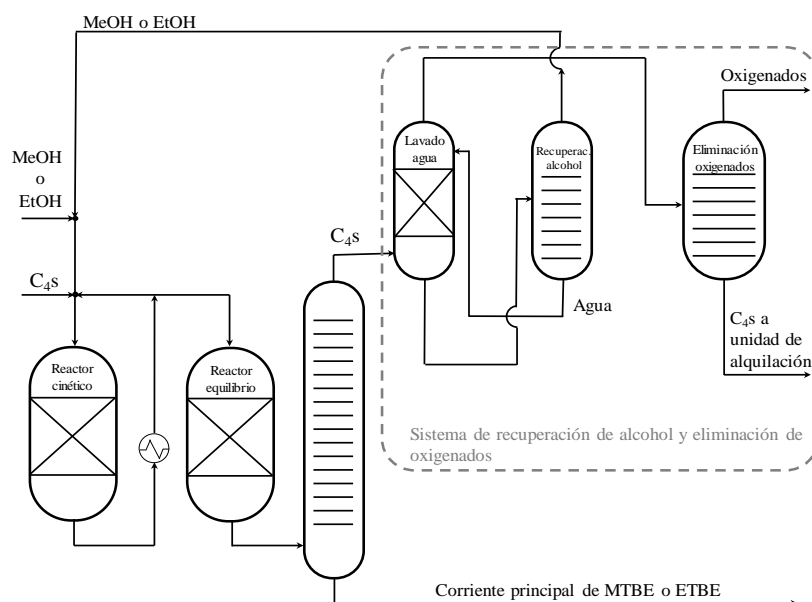 MeOH o EtOH
Oxigenados
Lavado
agua
Recuperac.
alcohol
Eliminación
oxigenados
MeOH
o
EtOH
C₄s
C₄s
Agua
C₄s a
unidad de
alquilación
Reactor
cinético
Reactor
equilibrio
Sistema de recuperación de alcohol y eliminación de
oxigenados
Corriente principal de MTBE o ETBE